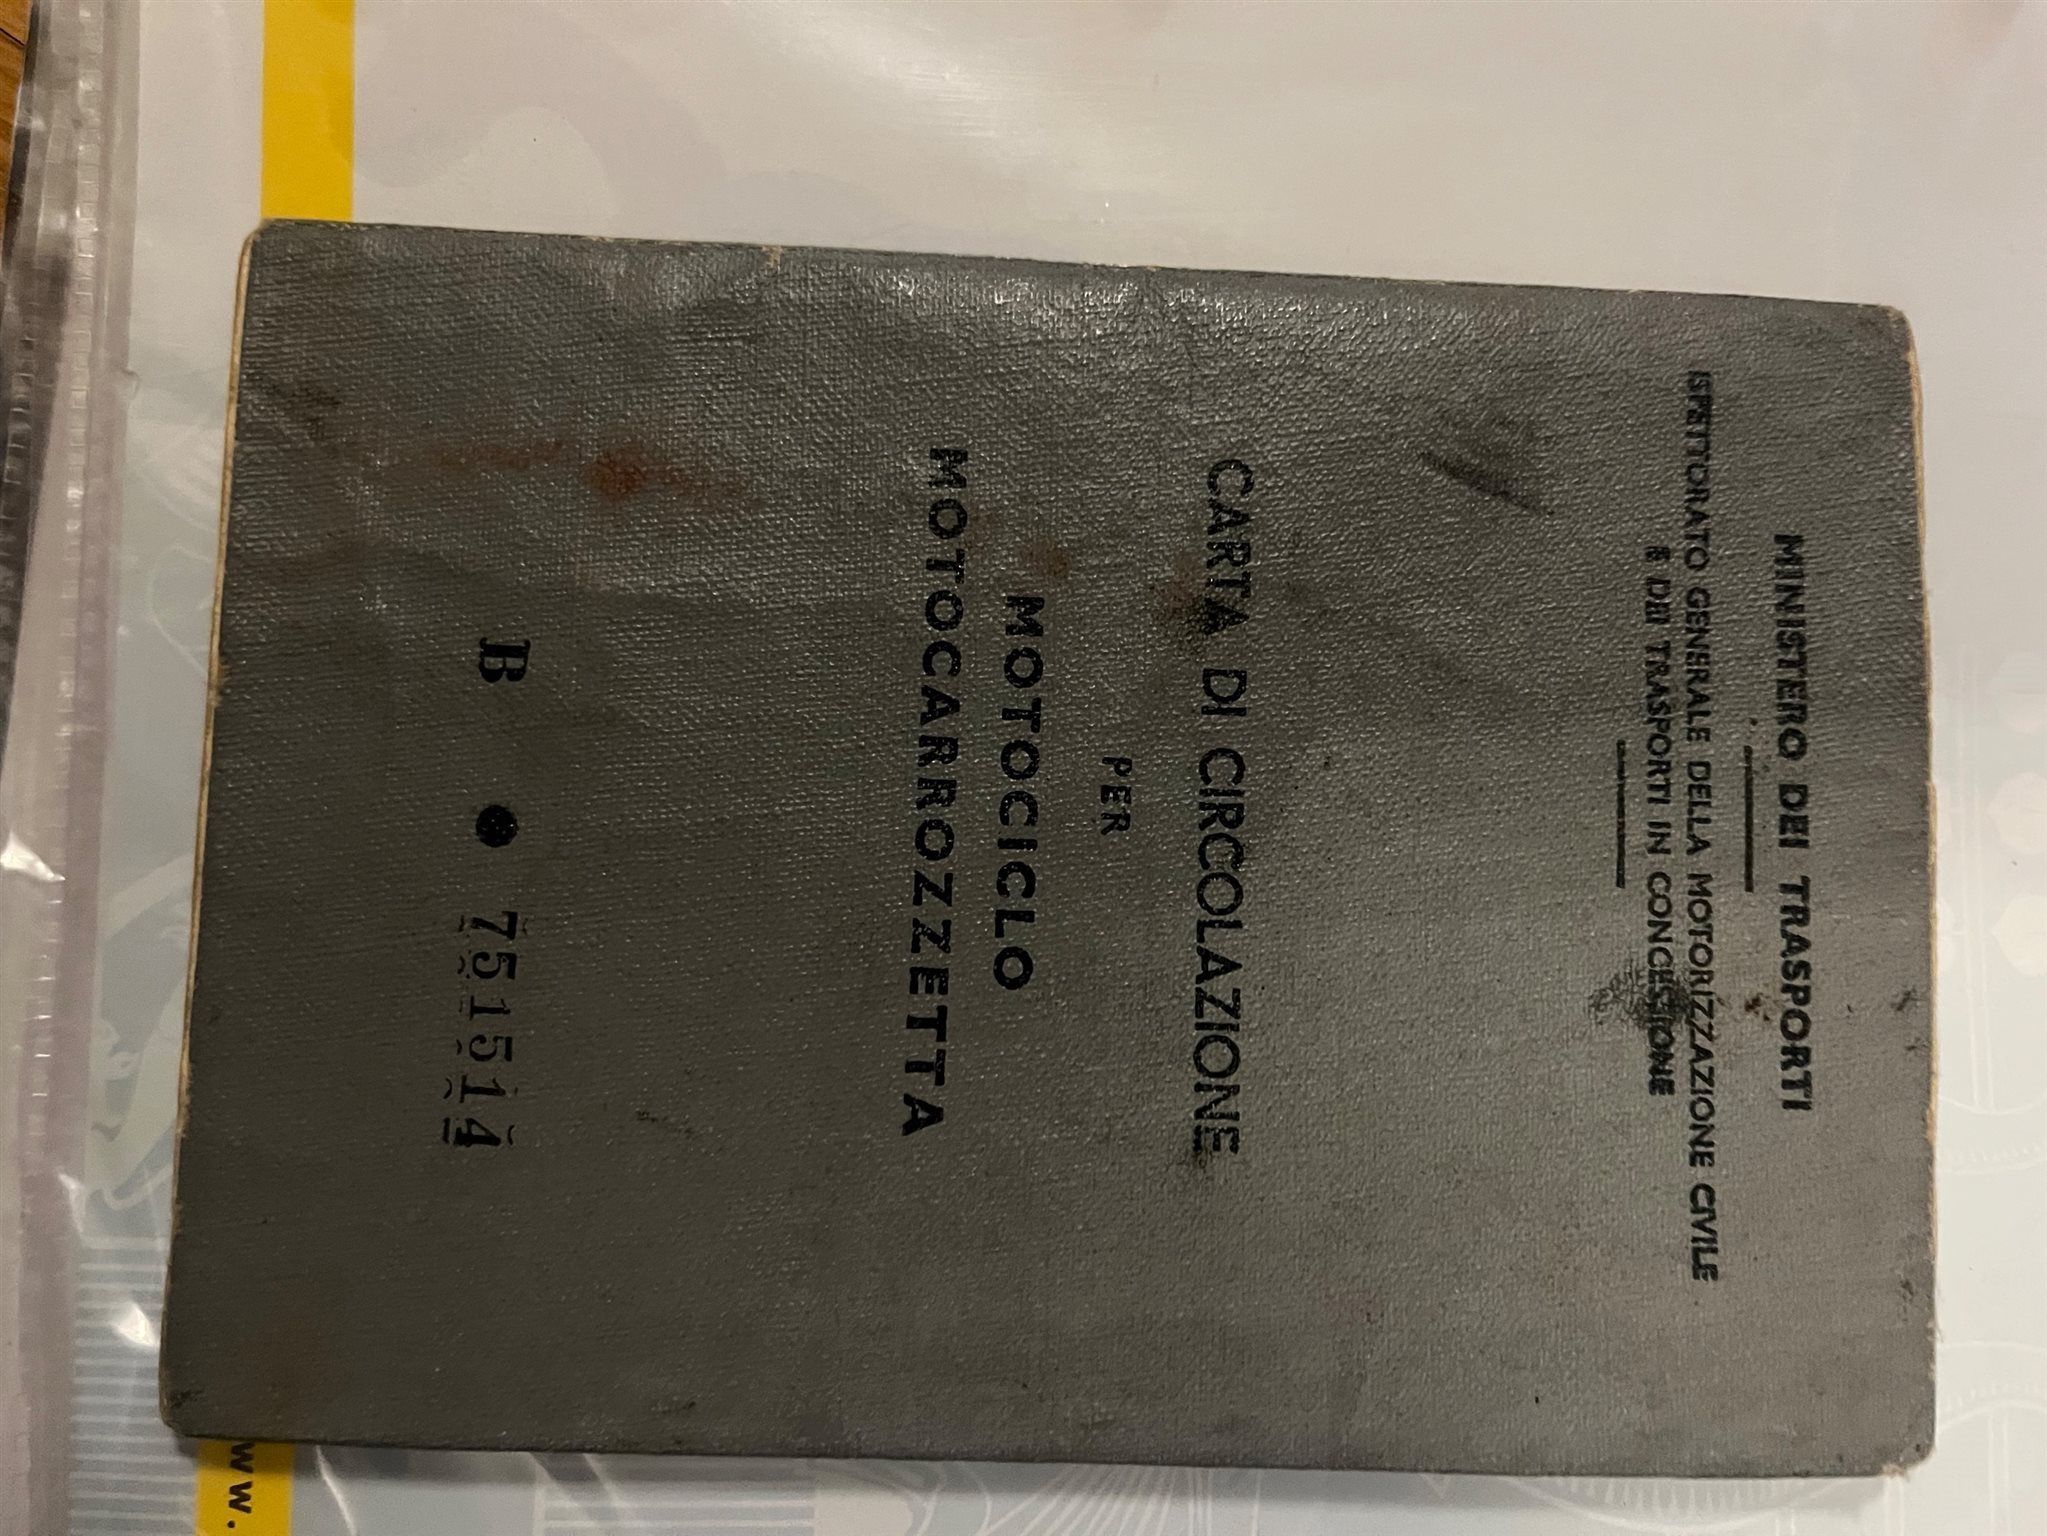 MINISTERO DEI TRASPORTI
ISPETTORATO GENERALE DELLA MOTORIZZAZIONE CIVILE
E DEI TRASPORTI IN CONCESSIONE
CARTA DI CIRCOLAZIONE
PER
MOTOCICLO
MOTOCARROZZETTA
B ● 751514
ww.